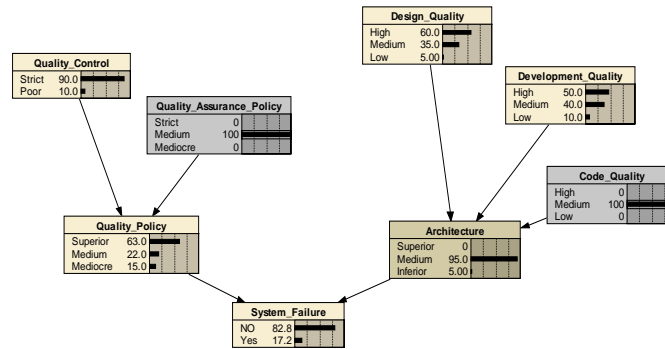 Design_Quality
High 60.0
Medium 35.0
Low 5.00
Quality_Control
Strict 90.0
Poor 10.0
Development_Quality
High 50.0
Medium 40.0
Low 10.0
Quality_Assurance_Policy
Strict 0
Medium 100
Mediocre 0
Code_Quality
High 0
Medium 100
Low 0
Quality_Policy
Superior 63.0
Medium 22.0
Mediocre 15.0
Architecture
Superior 0
Medium 95.0
Inferior 5.00
System_Failure
NO 82.8
Yes 17.2